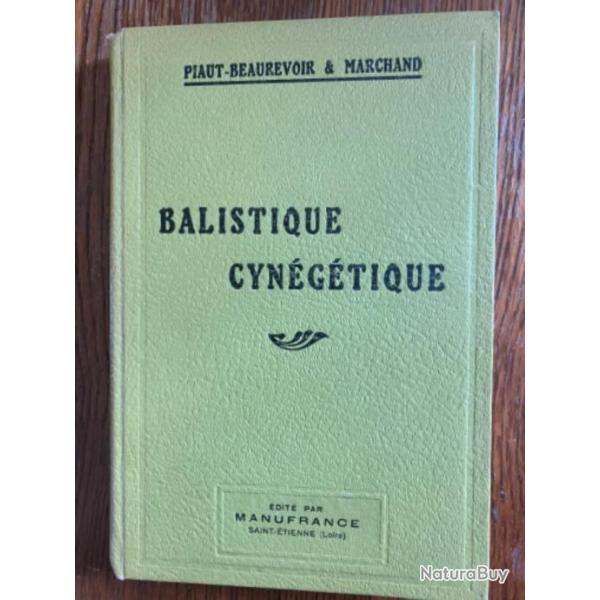 PIAUT-BEAUREVOIR & MARCHAND
BALISTIQUE
CYNÉGÉTIQUE
ÉDITÉ PAR
MANUFRANCE
SAINT-ÉTIENNE (Loire)
NaturaBuy